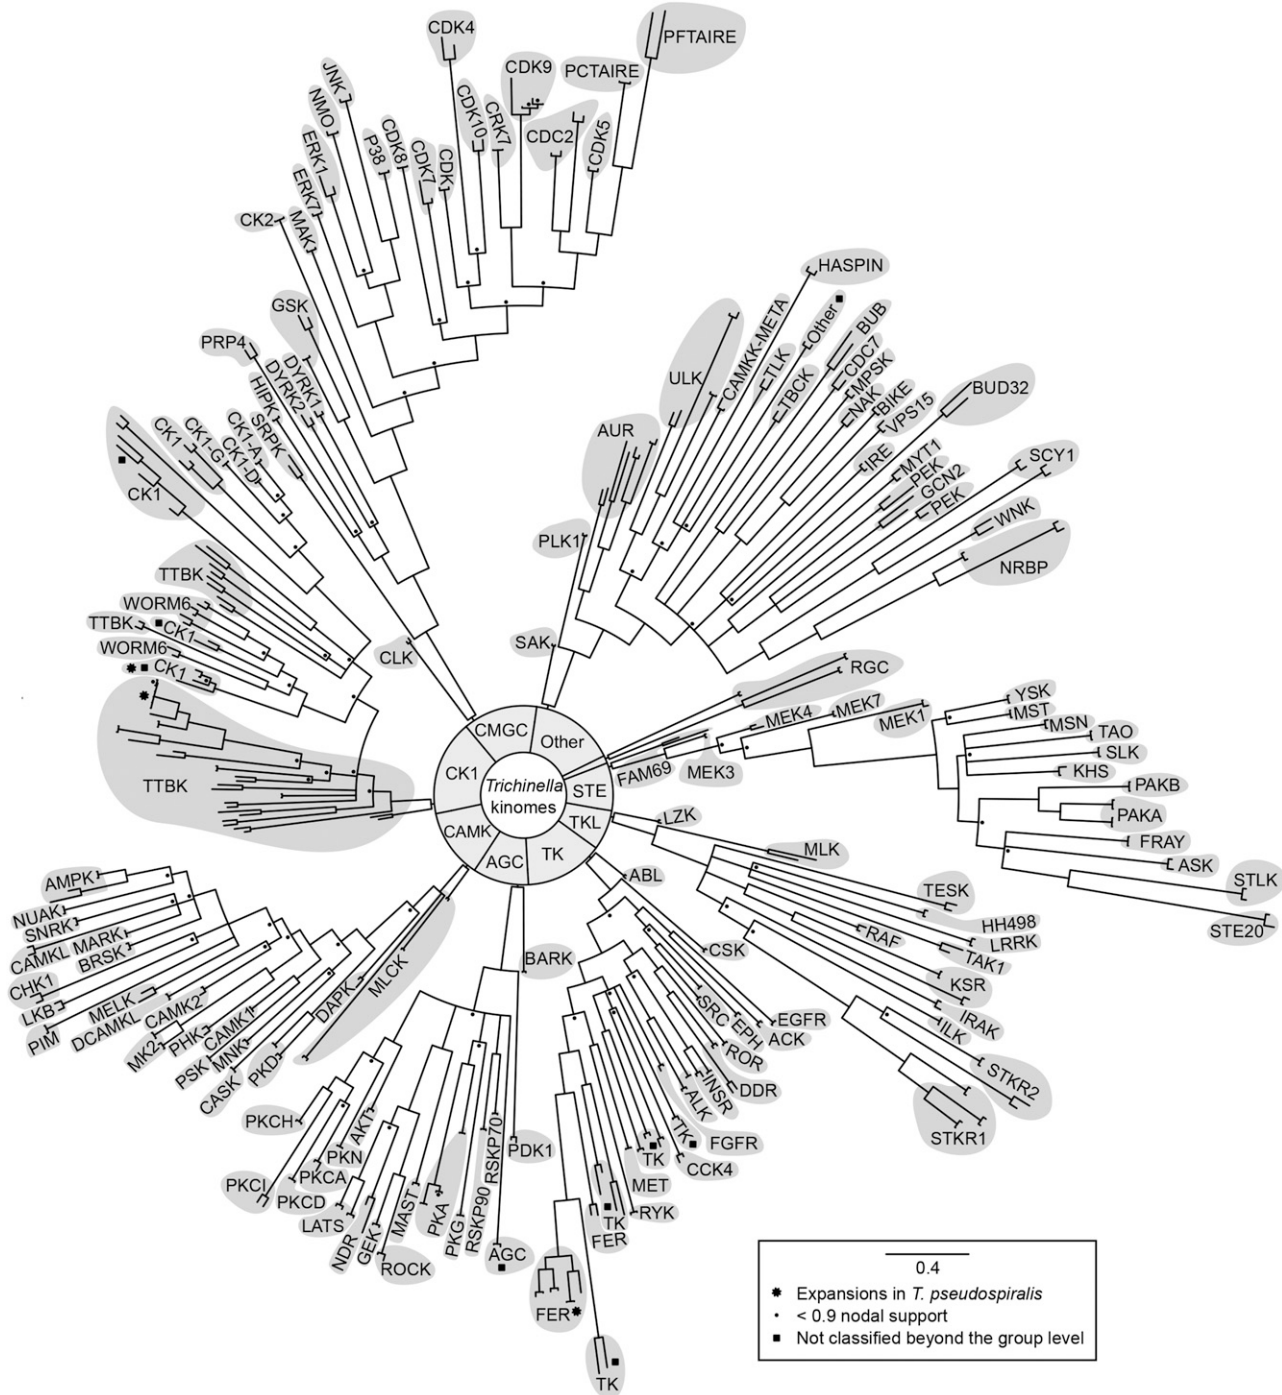 CDK4
PFTAIRE
CDK9
PCTAIRE
JNK
NMO
CDK10
CRK7
ERK1
P38
CDK8
CDC2
CDK5
CDK7
CDK
ERK7
CK2
MAK
HASPIN
GSK
CAMKK-META
Other
BUB
PRP4
TLK
CDC7
MPSK
ULK
DYRK1
DYRK2
HIPK
TBCK
NAK
BIKE
BUD32
SRPK
VPS15
CK1
CK1-G
CK1-A
CK1-D
AUR
IRE
MYT1
SCY1
PEK
GCN2
CK1
PEK
WNK
PLK1
NRBP
TTBK
WORM6
TTBK
CK1
WORM6
SAK
CLK
CK1
RGC
YSK
MEK4
MEK7
MEK1
MST
MSN
TAO
CMGC
Other
SLK
FAM69
MEK3
KHS
TTBK
CK1
Trichinella
kinomes
STE
PAKB
CAMK
TKL
LZK
PAKA
AGC
TK
MLK
FRAY
ASK
AMPK
ABL
TESK
STLK
NUAK
SNRK
HH498
STE20
CAMKL
MARK
BRSK
RAF
LRRK
CSK
TAK1
CHK1
MLCK
BARK
KSR
LKB
MELK
DAPK
PIM
DCAMKL
CAMK2
SRC
EPH
EGFR
IRAK
MK2
PHK
CAMK1
ACK
ILK
PSK
MNK
ROR
CASK
PKD
INSR
DDR
STKR2
ALK
PKCH
AKT
TK
STKR1
RSKP70
PDK1
TK
FGFR
PKN
CCK4
PKCA
PKCI
PKCD
MET
LATS
MAST
PKA
RYK
NDR
GEK
PKG
RSKP90
TK
FER
ROCK
AGC
FER
TK
0.4
Expansions in T. pseudospiralis
< 0.9 nodal support
Not classified beyond the group level